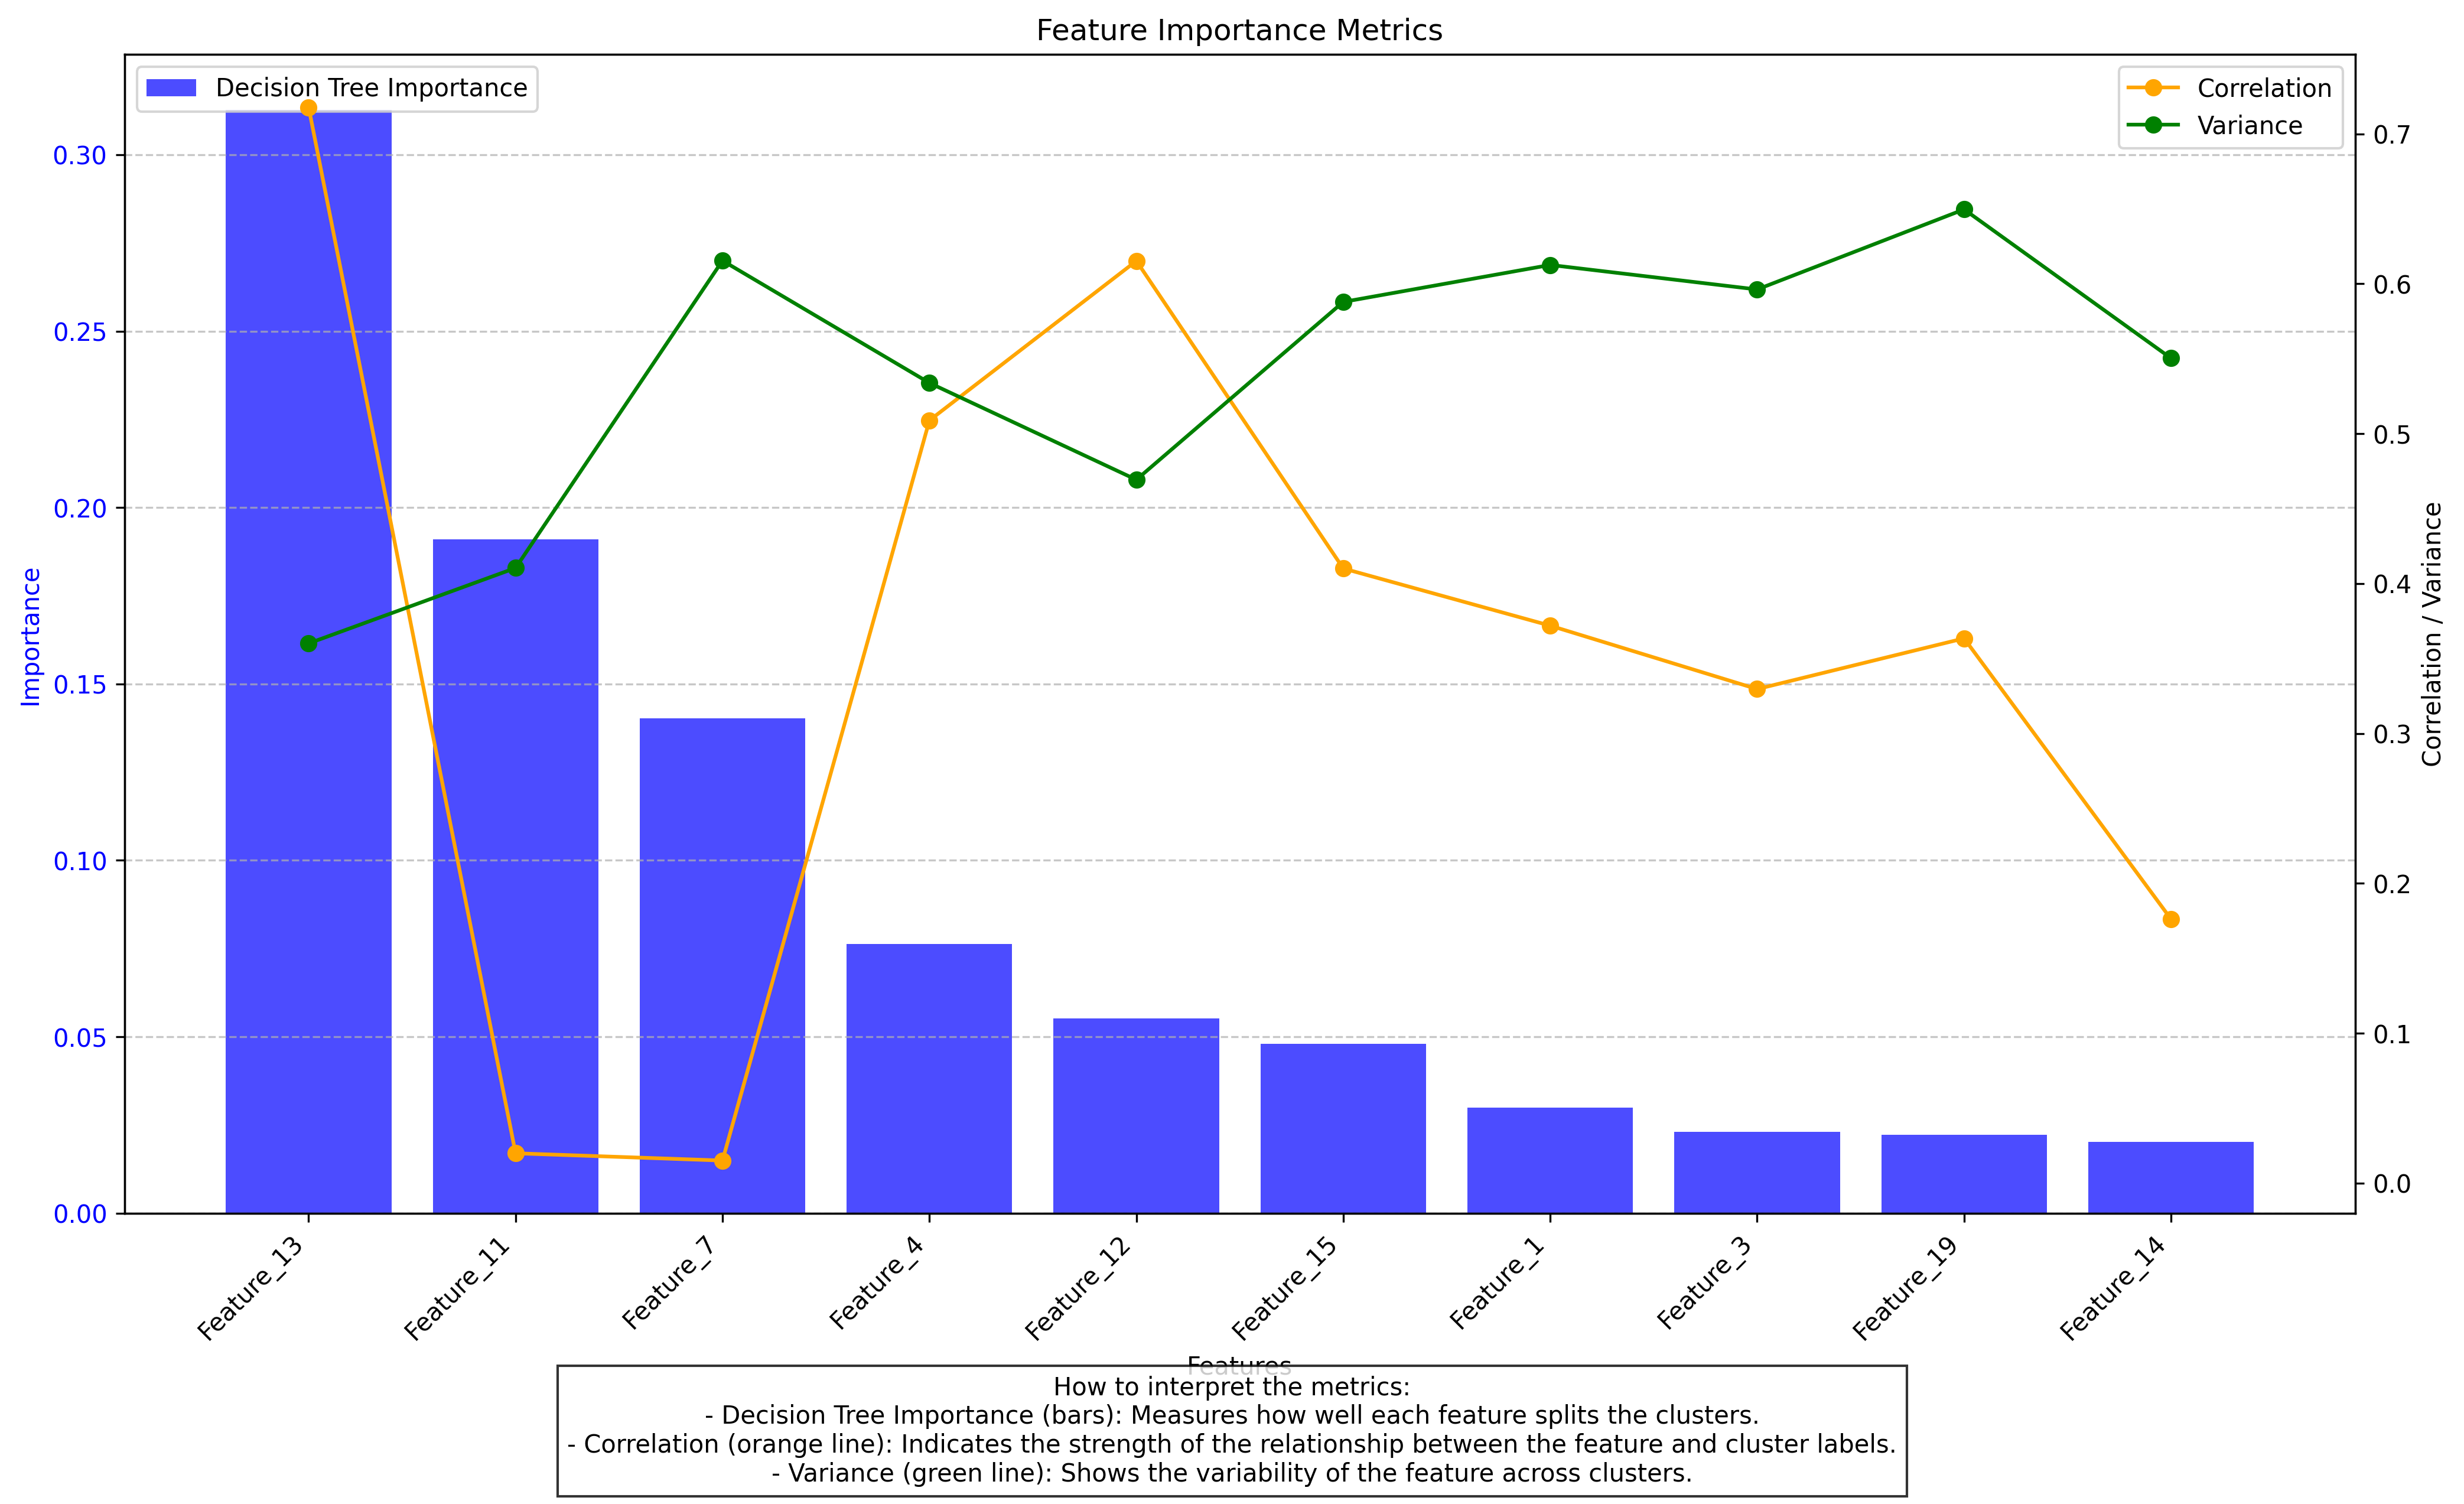 Feature Importance Metrics
Decision Tree Importance
Correlation
Variance
0.30
0.25
0.20
0.15
0.10
0.05
0.00
Importance
0.7
0.6
0.5
0.4
0.3
0.2
0.1
0.0
Correlation / Variance
Feature_13
Feature_11
Feature_7
Feature_4
Feature_12
Feature_15
Feature_1
Feature_3
Feature_19
Feature_14
Features
How to interpret the metrics:
- Decision Tree Importance (bars): Measures how well each feature splits the clusters.
- Correlation (orange line): Indicates the strength of the relationship between the feature and cluster labels.
- Variance (green line): Shows the variability of the feature across clusters.